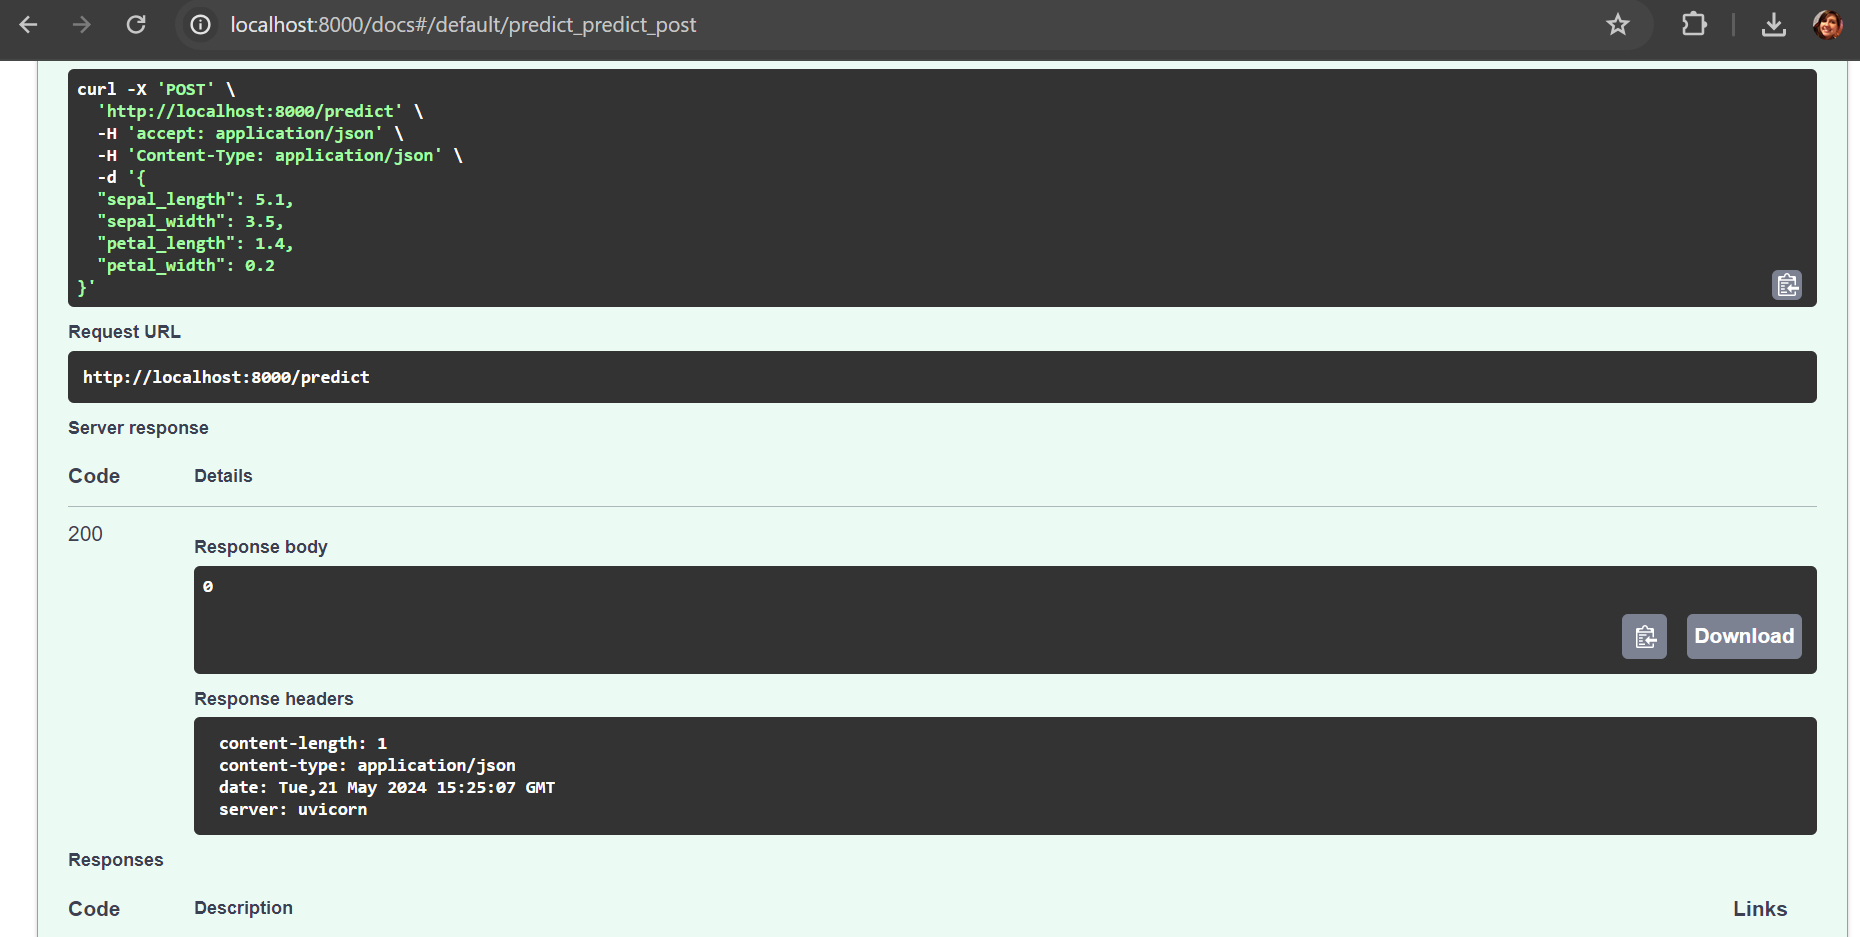 localhost:8000/docs#/default/predict_predict_post
curl -X 'POST' \
'http://localhost:8000/predict' \
-H 'accept: application/json' \
-H 'Content-Type: application/json' \
-d '{
"sepal_length": 5.1,
"sepal_width": 3.5,
"petal_length": 1.4,
"petal_width": 0.2
}'
Request URL
http://localhost:8000/predict
Server response
Code Details
200
Response body
0
Download
Response headers
content-length: 1
content-type: application/json
date: Tue,21 May 2024 15:25:07 GMT
server: uvicorn
Responses
Code Description Links